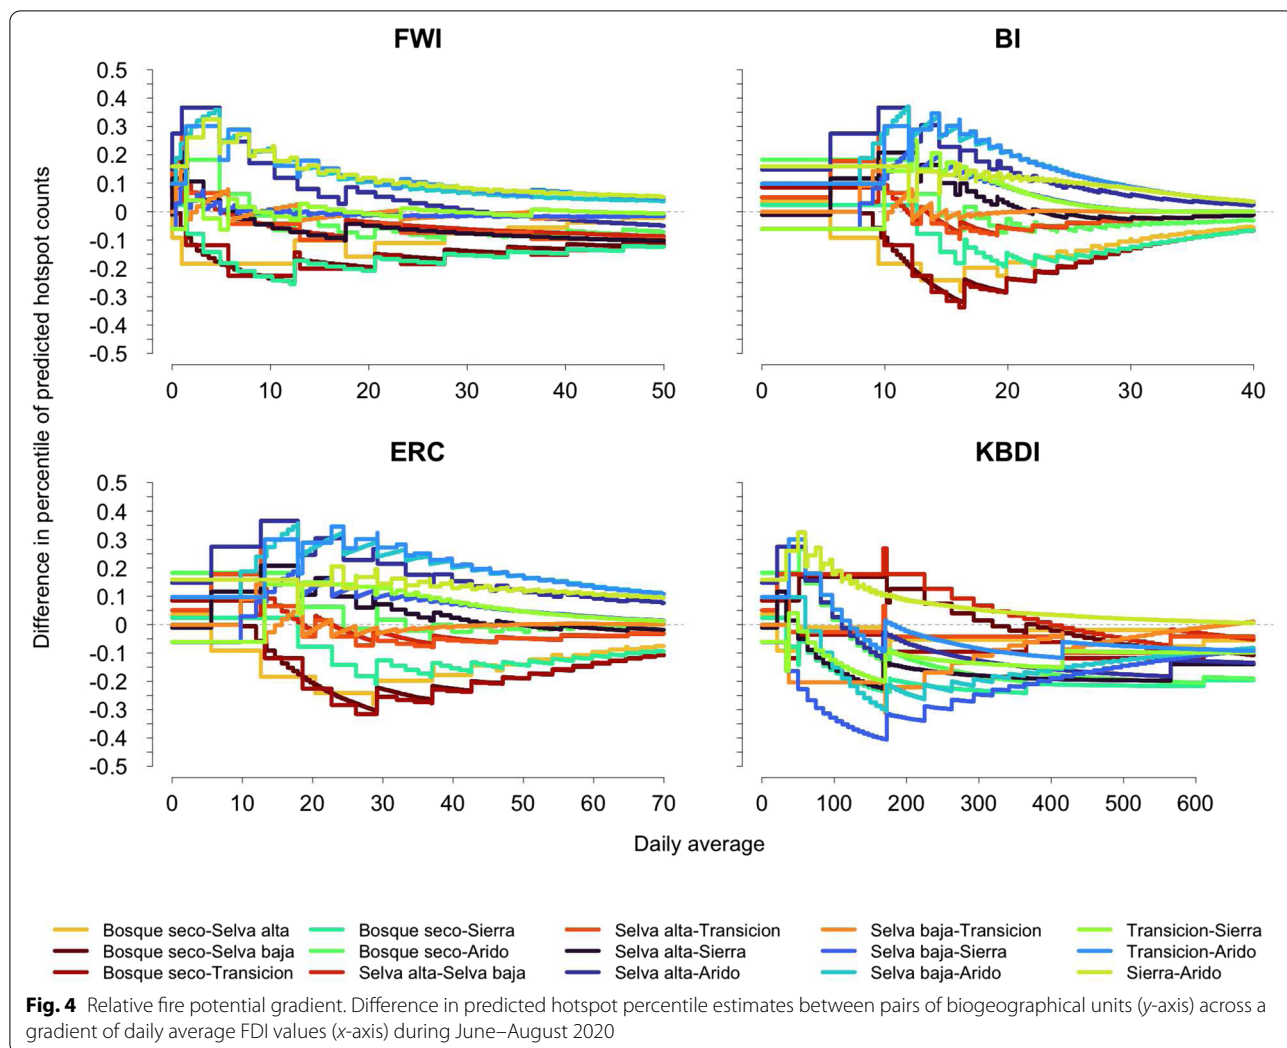 FWI
BI
0.5
0.4
0.3
0.2
0.1
0
-0.1
-0.2
-0.3
-0.4
-0.5
0 10 20 30 40 50
0 10 20 30 40
ERC
KBDI
0.5
0.4
0.3
0.2
0.1
0
-0.1
-0.2
-0.3
-0.4
-0.5
0 10 20 30 40 50 60 70
0 100 200 300 400 500 600
Difference in percentile of predicted hotspot counts
Daily average
Bosque seco-Selva alta Bosque seco-Sierra Selva alta-Transicion Selva baja-Transicion Transicion-Sierra
Bosque seco-Selva baja Bosque seco-Arido Selva alta-Sierra Selva baja-Sierra Transicion-Arido
Bosque seco-Transicion Selva alta-Selva baja Selva alta-Arido Selva baja-Arido Sierra-Arido
Fig. 4 Relative fire potential gradient. Difference in predicted hotspot percentile estimates between pairs of biogeographical units (y-axis) across a
gradient of daily average FDI values (x-axis) during June–August 2020